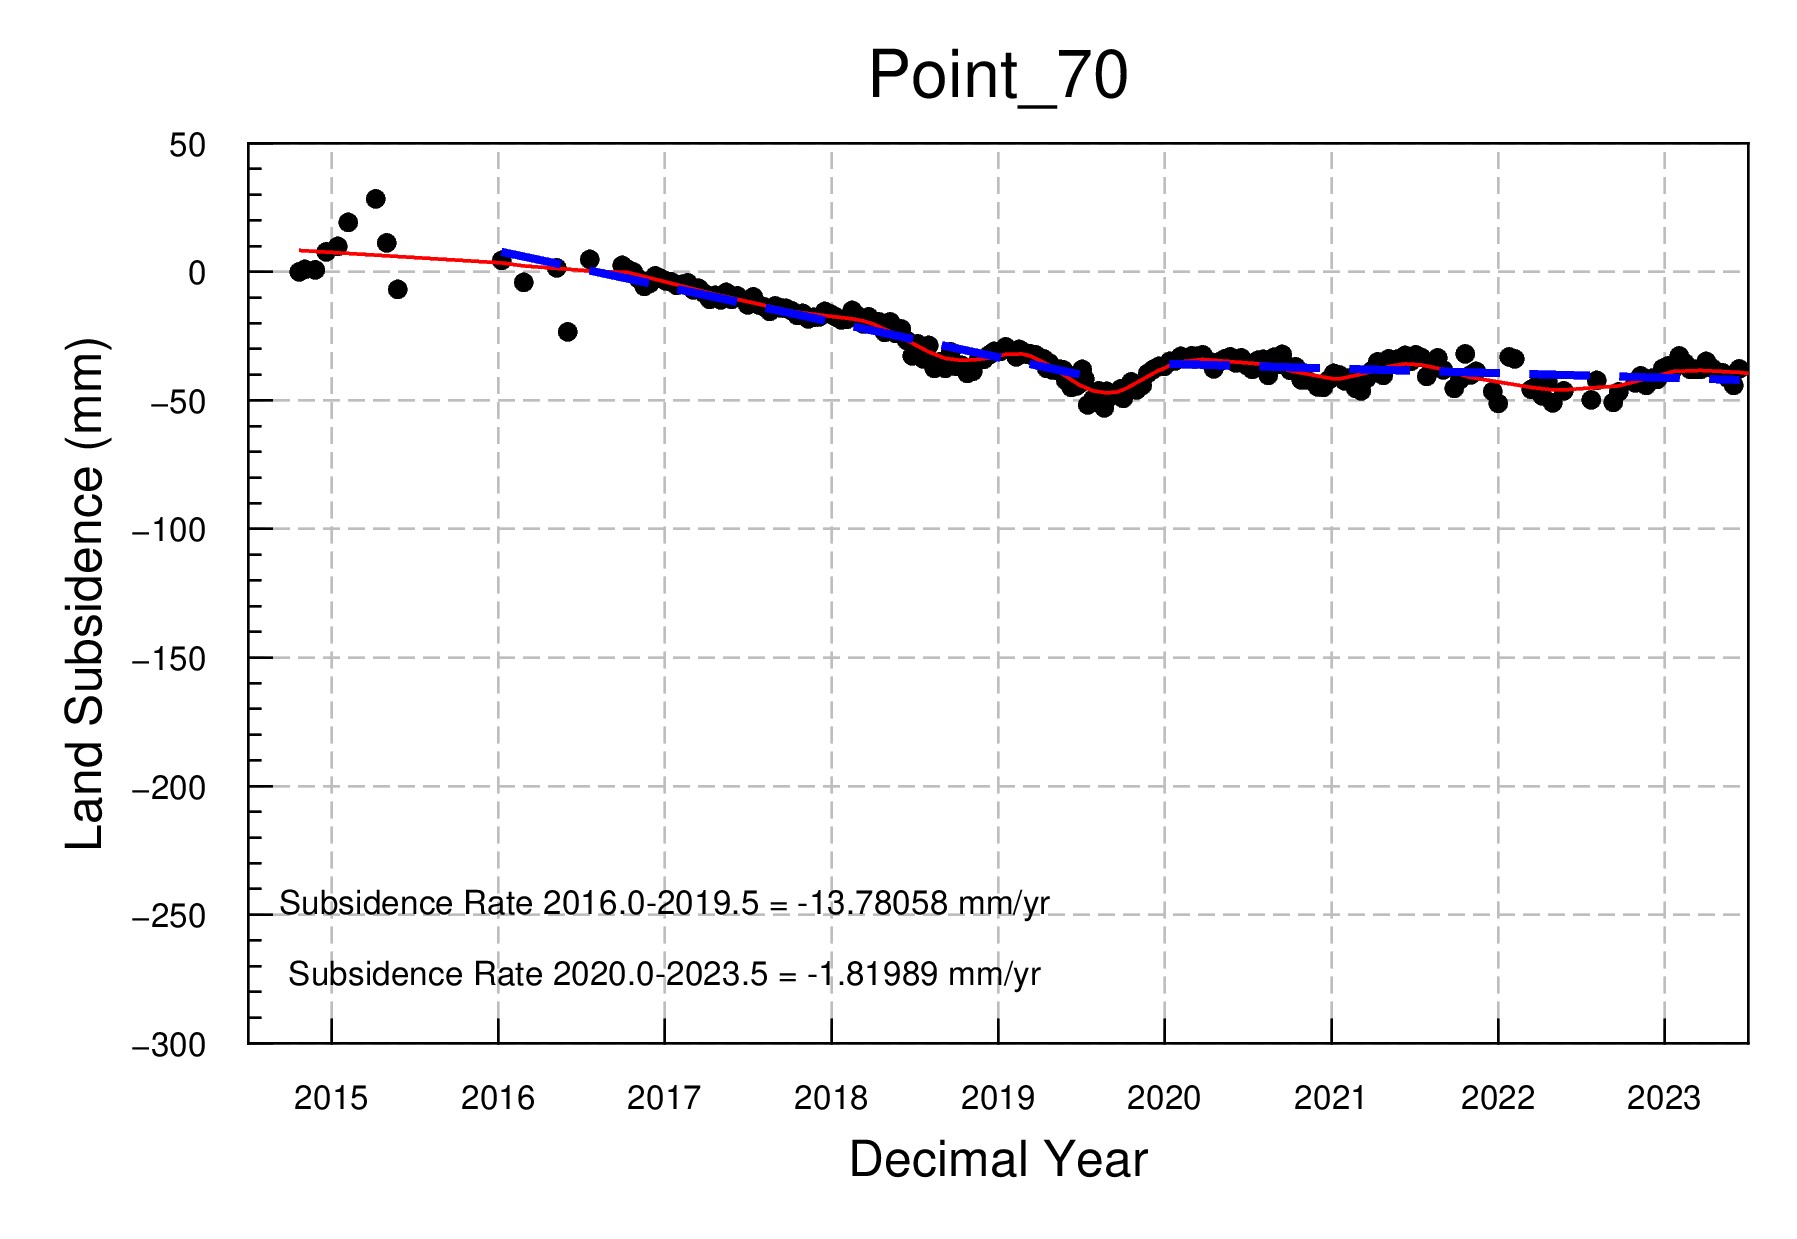 Point_70
50
0
−50
−100
−150
−200
−250
−300
Land Subsidence (mm)
Subsidence Rate 2016.0-2019.5 = -13.78058 mm/yr
Subsidence Rate 2020.0-2023.5 = -1.81989 mm/yr
2015 2016 2017 2018 2019 2020 2021 2022 2023
Decimal Year